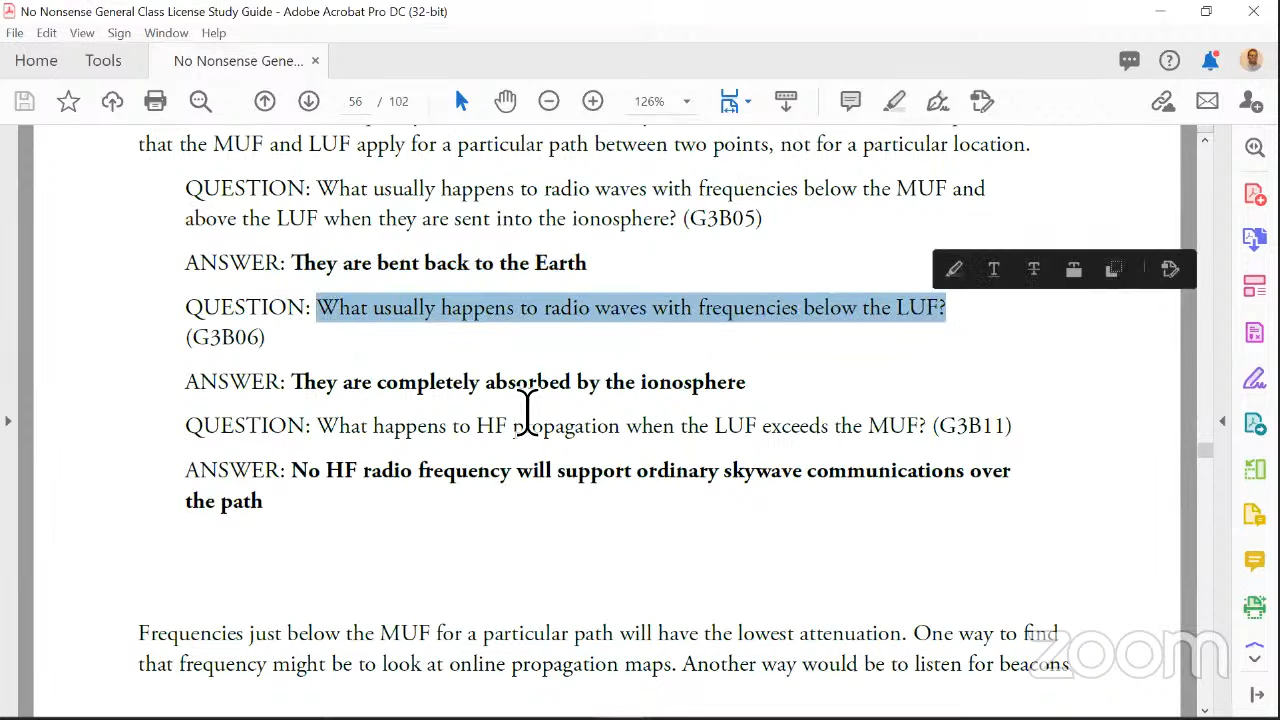 No Nonsense General Class License Study Guide - Adobe Acrobat Pro DC (32-bit)
File Edit View Sign Window Help
Home Tools No Nonsense Gene... ×
56 / 102 126%
that the MUF and LUF apply for a particular path between two points, not for a particular location.
QUESTION: What usually happens to radio waves with frequencies below the MUF and
above the LUF when they are sent into the ionosphere? (G3B05)
ANSWER: They are bent back to the Earth
QUESTION: What usually happens to radio waves with frequencies below the LUF?
(G3B06)
ANSWER: They are completely absorbed by the ionosphere
QUESTION: What happens to HF propagation when the LUF exceeds the MUF? (G3B11)
ANSWER: No HF radio frequency will support ordinary skywave communications over
the path
Frequencies just below the MUF for a particular path will have the lowest attenuation. One way to find
that frequency might be to look at online propagation maps. Another way would be to listen for beacons
zoom